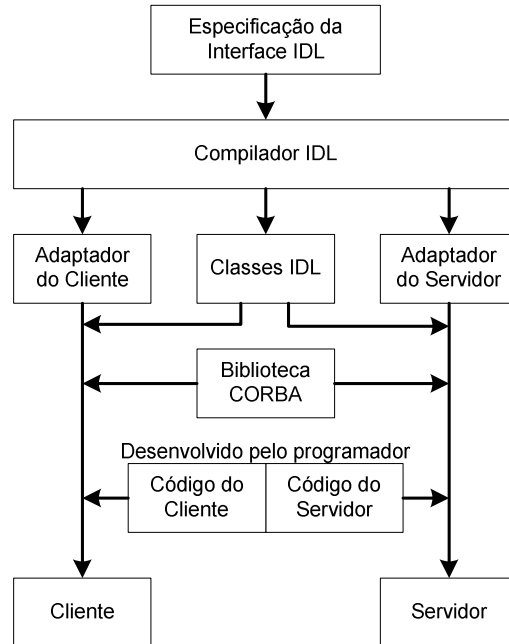 Especificação da
Interface IDL
Compilador IDL
Adaptador
do Cliente
Classes IDL
Adaptador
do Servidor
Biblioteca
CORBA
Desenvolvido pelo programador
Código do
Cliente
Código do
Servidor
Cliente
Servidor